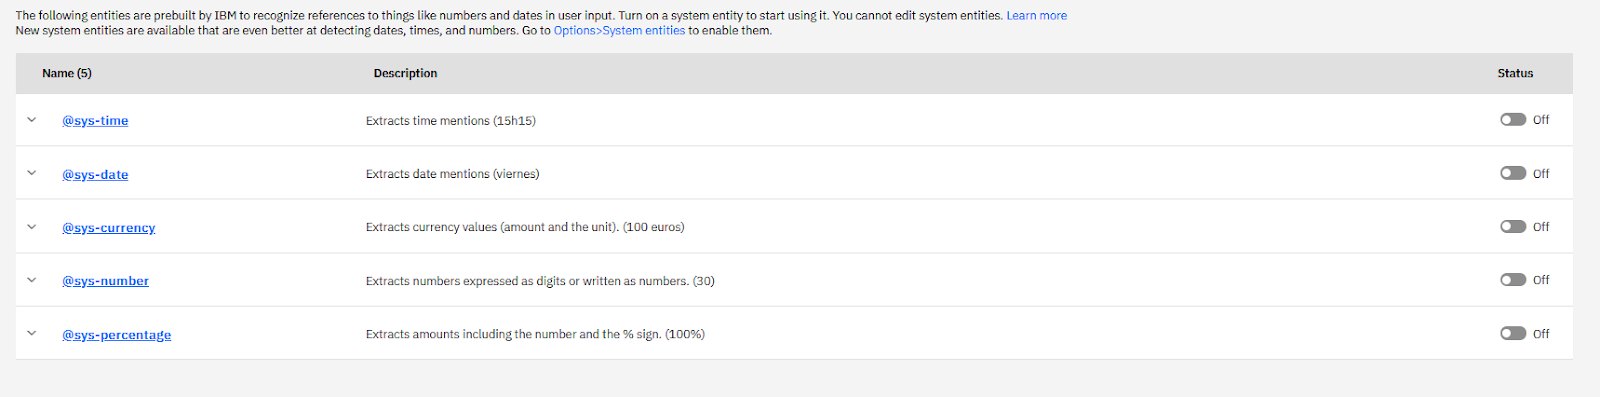 The following entities are prebuilt by IBM to recognize references to things like numbers and dates in user input. Turn on a system entity to start using it. You cannot edit system entities. Learn more
New system entities are available that are even better at detecting dates, times, and numbers. Go to Options>System entities to enable them.
Name (5) Description Status
@sys-time Extracts time mentions (15h15) Off
@sys-date Extracts date mentions (viernes) Off
@sys-currency Extracts currency values (amount and the unit). (100 euros) Off
@sys-number Extracts numbers expressed as digits or written as numbers. (30) Off
@sys-percentage Extracts amounts including the number and the % sign. (100%) Off